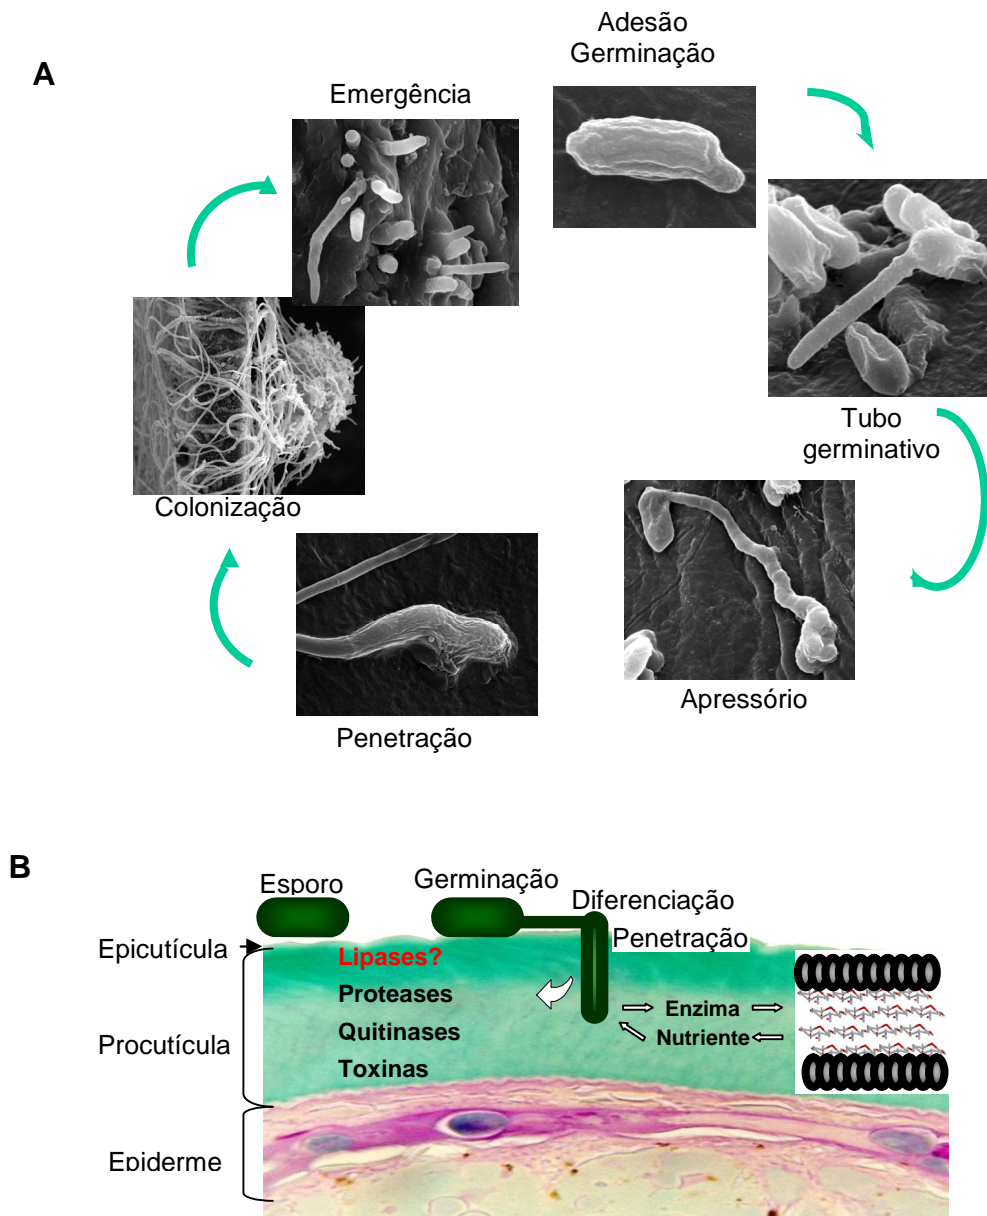 A
Adesão
Germinação
Emergência
Tubo
germinativo
Colonização
Apressório
Penetração
B
Esporo
Germinação
Diferenciação
Penetração
Epicutícula
Lipases?
Proteases
Enzima
Quitinases
Nutriente
Procutícula
Toxinas
Epiderme